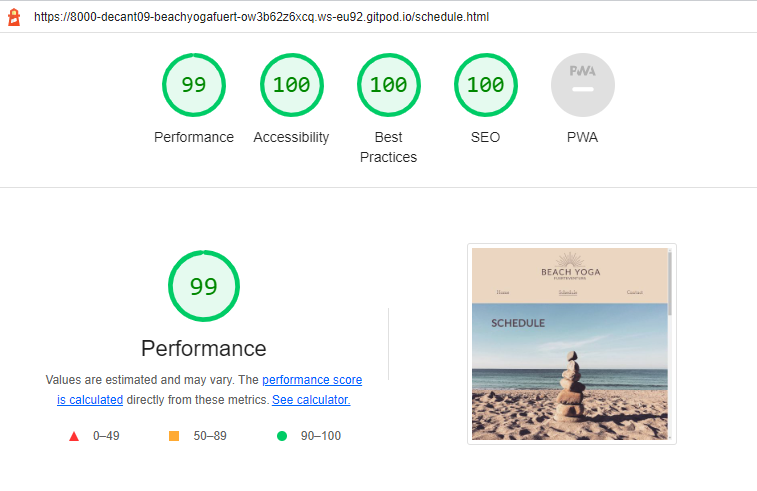 https://8000-decant09-beachyogafuert-ow3b62z6xcq.ws-eu92.gitpod.io/schedule.html
99 100 100 100 PWA
Performance Accessibility Best Practices SEO PWA
99
Performance
Values are estimated and may vary. The performance score
is calculated directly from these metrics. See calculator.
0–49 50–89 90–100
BEACH YOGA
FUERTEVENTURA
Home Schedule Contact
SCHEDULE